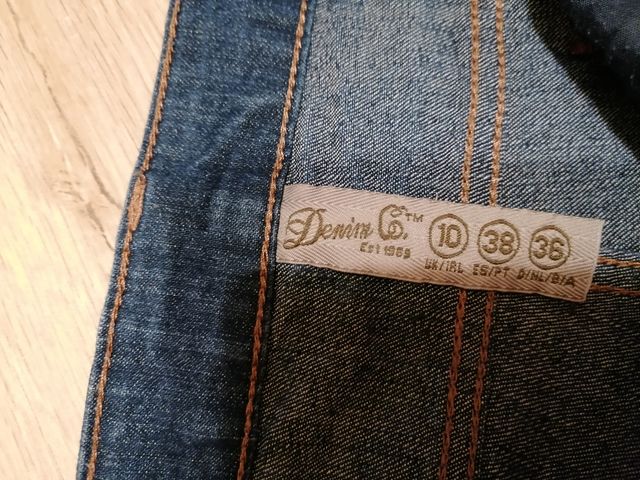 Denim Co.™ 10 38 36
Est 1969 UK/IRL ES/PT D/NL/B/A